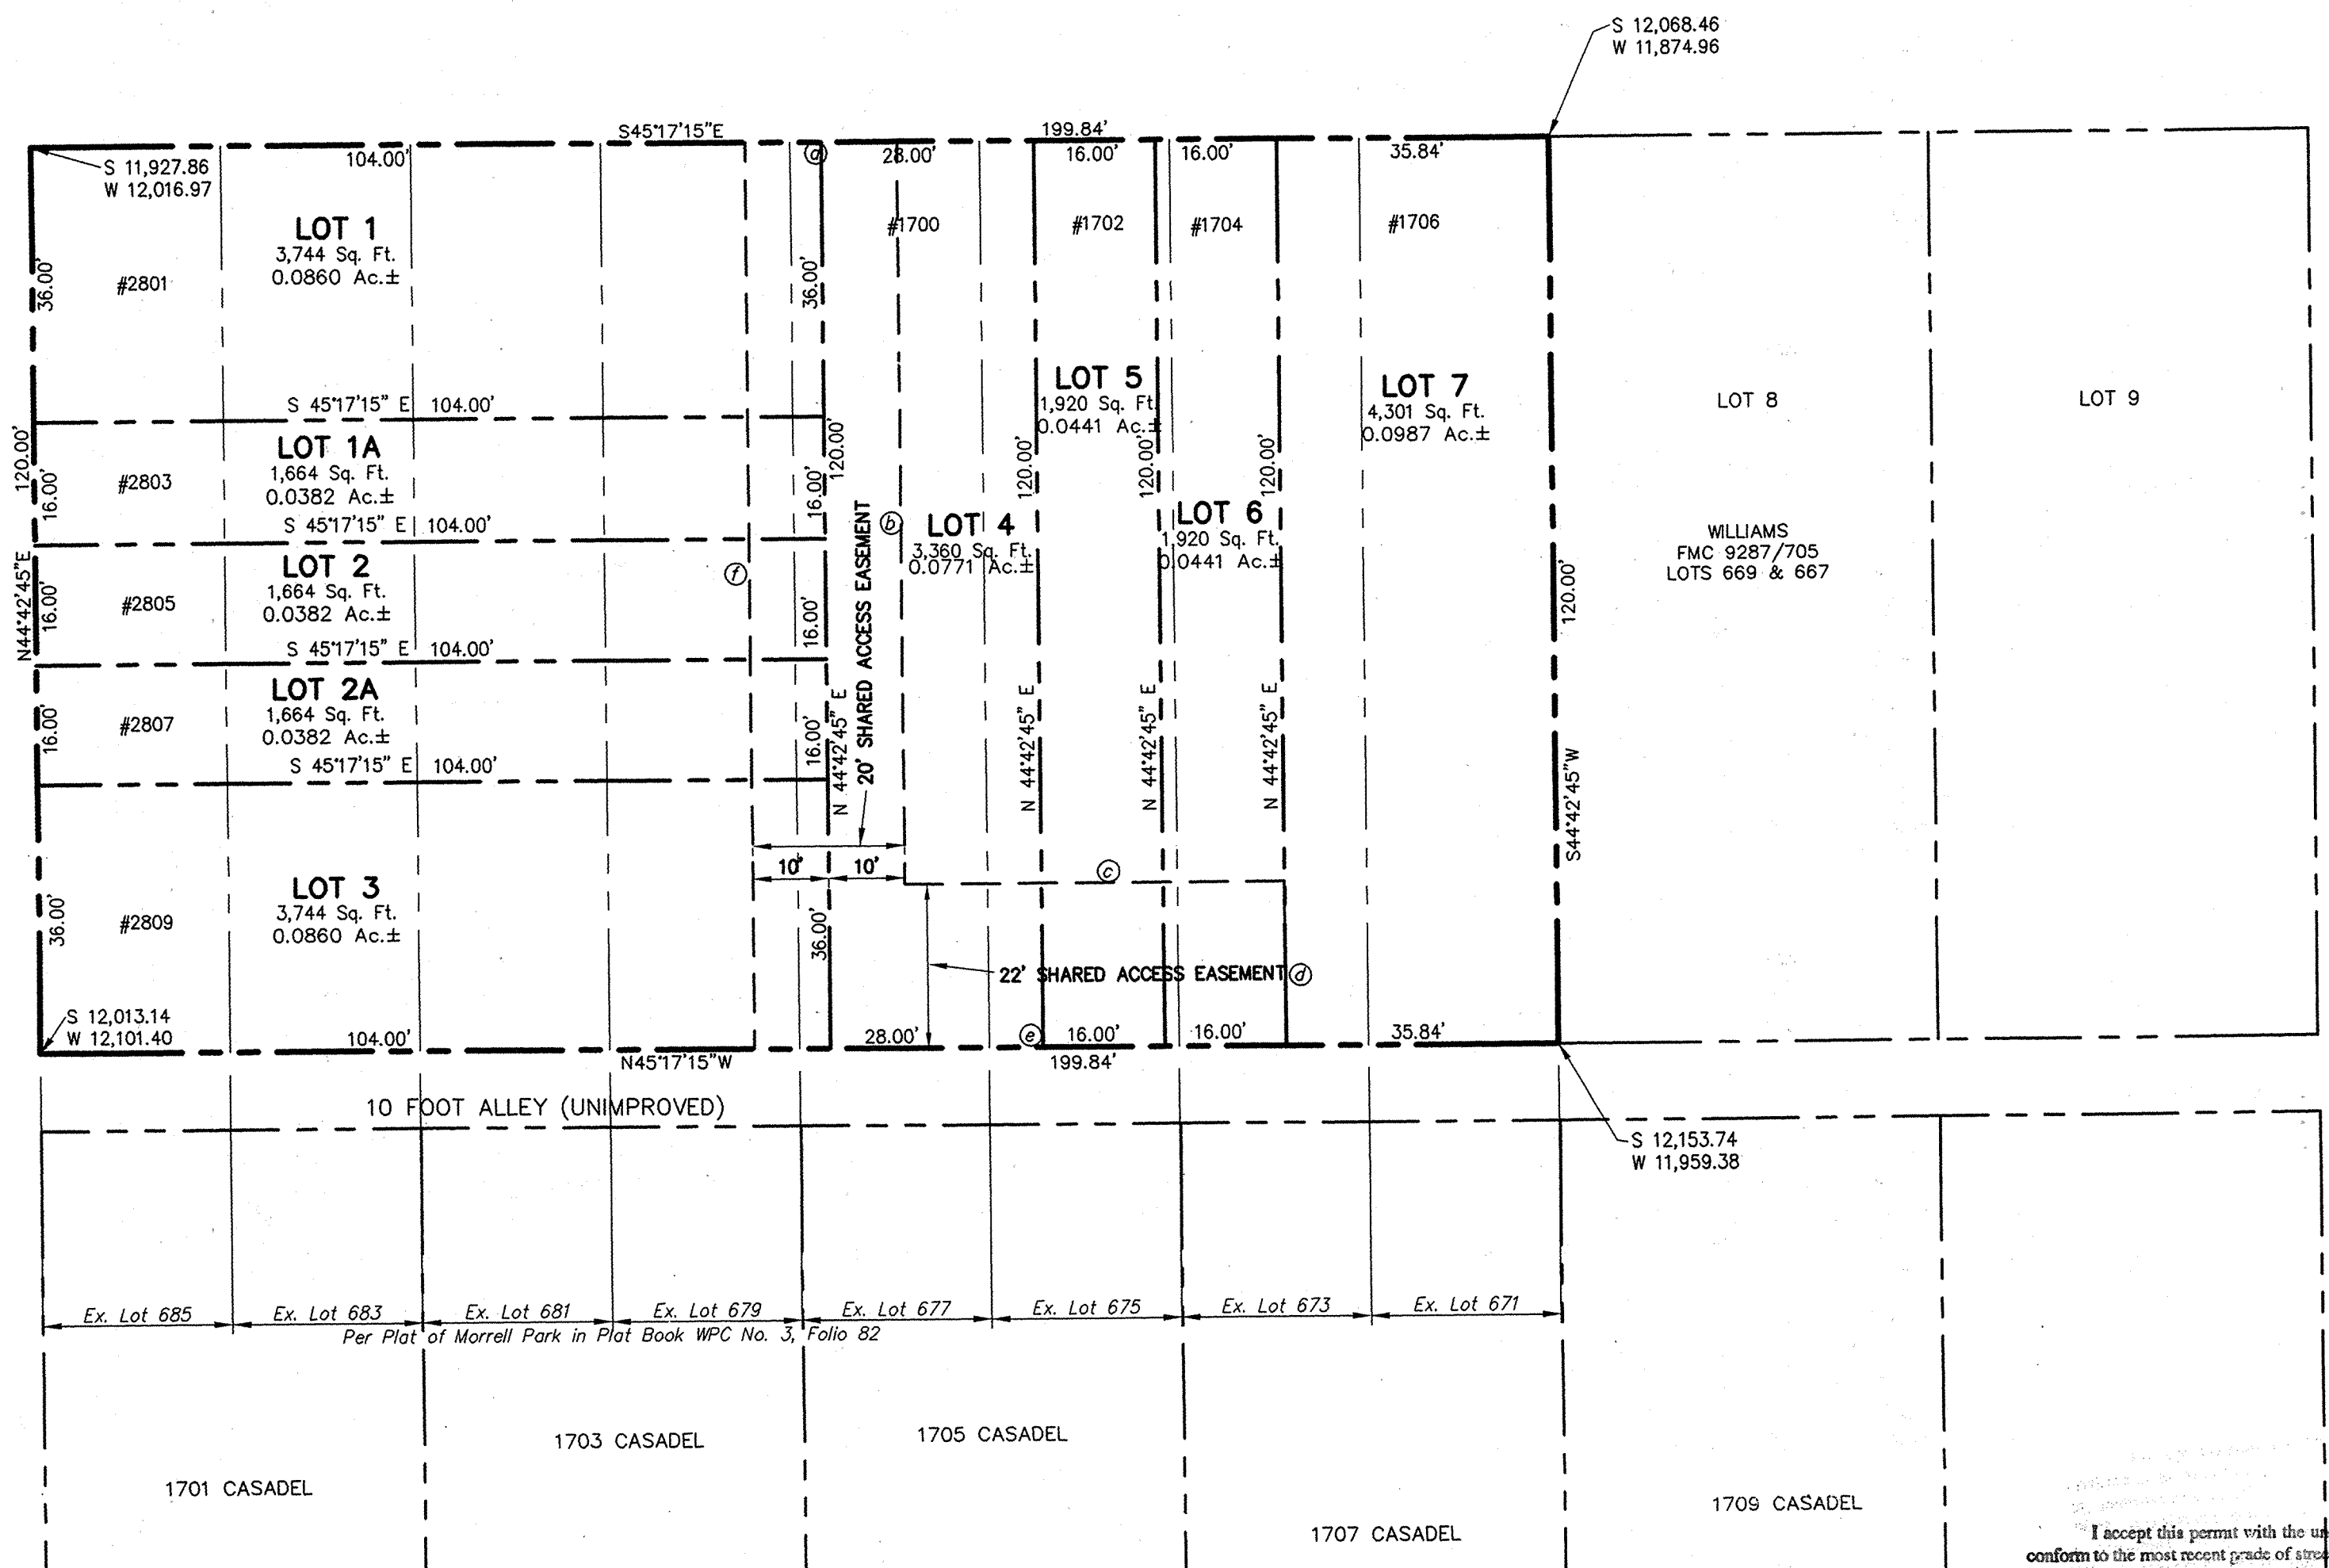 S 12,068.46
W 11,874.96
S45°17'15"E
199.84'
104.00'
28.00'
16.00'
16.00'
35.84'
S 11,927.86
W 12,016.97
LOT 1
3,744 Sq. Ft.
0.0860 Ac.±
#2801
36.00'
36.00'
#1700
#1702
#1704
#1706
a
S 45°17'15" E 104.00'
LOT 1A
1,664 Sq. Ft.
0.0382 Ac.±
#2803
120.00'
16.00'
16.00'
120.00'
S 45°17'15" E 104.00'
LOT 2
1,664 Sq. Ft.
0.0382 Ac.±
#2805
N44°42'45"E
16.00'
16.00'
f
b
S 45°17'15" E 104.00'
LOT 2A
1,664 Sq. Ft.
0.0382 Ac.±
#2807
16.00'
16.00'
N 44°42'45" E
20' SHARED ACCESS EASEMENT
S 45°17'15" E 104.00'
LOT 3
3,744 Sq. Ft.
0.0860 Ac.±
#2809
36.00'
36.00'
10'
10'
LOT 4
3,360 Sq. Ft.
0.0771 Ac.±
LOT 5
1,920 Sq. Ft.
0.0441 Ac.±
LOT 6
1,920 Sq. Ft.
0.0441 Ac.±
LOT 7
4,301 Sq. Ft.
0.0987 Ac.±
120.00'
120.00'
120.00'
120.00'
N 44°42'45" E
N 44°42'45" E
N 44°42'45" E
S44°42'45"W
c
22' SHARED ACCESS EASEMENT
d
e
LOT 8
LOT 9
WILLIAMS
FMC 9287/705
LOTS 669 & 667
S 12,013.14
W 12,101.40
104.00'
28.00'
16.00'
16.00'
35.84'
N45°17'15"W
199.84'
10 FOOT ALLEY (UNIMPROVED)
S 12,153.74
W 11,959.38
Ex. Lot 685
Ex. Lot 683
Ex. Lot 681
Ex. Lot 679
Ex. Lot 677
Ex. Lot 675
Ex. Lot 673
Ex. Lot 671
Per Plat of Morrell Park in Plat Book WPC No. 3, Folio 82
1701 CASADEL
1703 CASADEL
1705 CASADEL
1707 CASADEL
1709 CASADEL
I accept this permit with the
conform to the most recent grade of